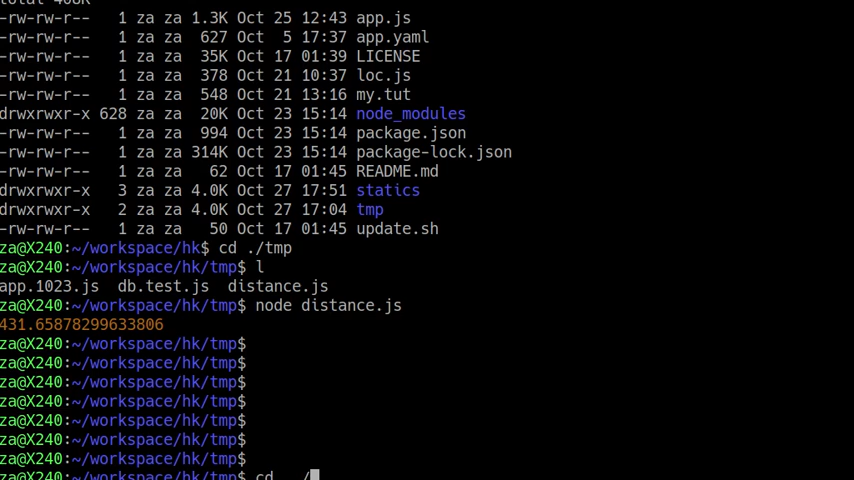 total 408K
-rw-rw-r--   1 za za 1.3K Oct 25 12:43 app.js
-rw-rw-r--   1 za za  627 Oct  5 17:37 app.yaml
-rw-rw-r--   1 za za  35K Oct 17 01:39 LICENSE
-rw-rw-r--   1 za za  378 Oct 21 10:37 loc.js
-rw-rw-r--   1 za za  548 Oct 21 13:16 my.tut
drwxrwxr-x 628 za za  20K Oct 23 15:14 node_modules
-rw-rw-r--   1 za za  994 Oct 23 15:14 package.json
-rw-rw-r--   1 za za 314K Oct 23 15:14 package-lock.json
-rw-rw-r--   1 za za   62 Oct 17 01:45 README.md
drwxrwxr-x   3 za za 4.0K Oct 27 17:51 statics
drwxrwxr-x   2 za za 4.0K Oct 27 17:04 tmp
-rw-rw-r--   1 za za   50 Oct 17 01:45 update.sh
za@X240:~/workspace/hk$ cd ./tmp
za@X240:~/workspace/hk/tmp$ l
app.1023.js  db.test.js  distance.js
za@X240:~/workspace/hk/tmp$ node distance.js
431.65878299633806
za@X240:~/workspace/hk/tmp$
za@X240:~/workspace/hk/tmp$
za@X240:~/workspace/hk/tmp$
za@X240:~/workspace/hk/tmp$
za@X240:~/workspace/hk/tmp$
za@X240:~/workspace/hk/tmp$
za@X240:~/workspace/hk/tmp$
za@X240:~/workspace/hk/tmp$ cd ../